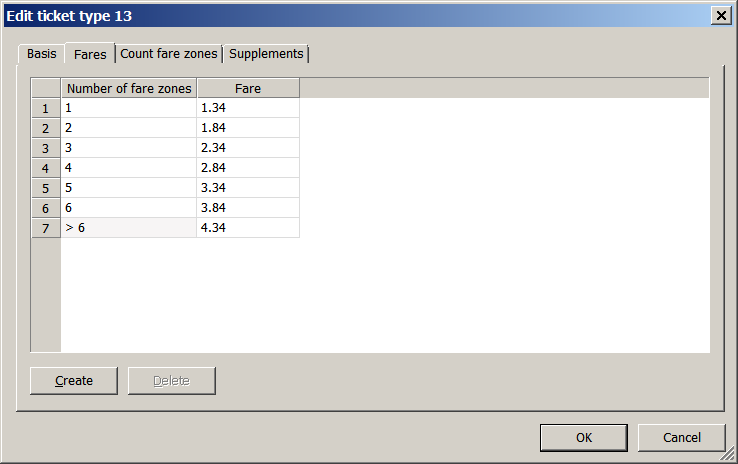 Edit ticket type 13
Basis Fares Count fare zones Supplements
Number of fare zones Fare
1 1 1.34
2 2 1.84
3 3 2.34
4 4 2.84
5 5 3.34
6 6 3.84
7 > 6 4.34
Create Delete
OK Cancel